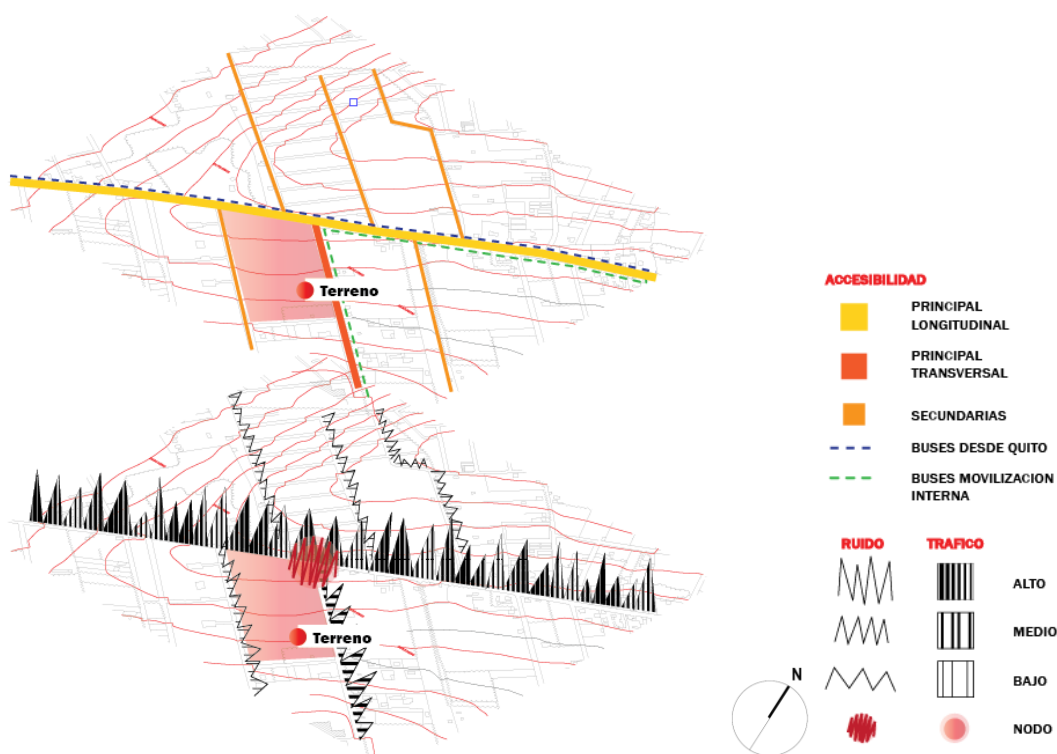 Terreno
ACCESIBILIDAD
PRINCIPAL
LONGITUDINAL
PRINCIPAL
TRANSVERSAL
SECUNDARIAS
BUSES DESDE QUITO
BUSES MOVILIZACION
INTERNA
RUIDO TRAFICO
ALTO
Terreno
MEDIO
BAJO
N
NODO